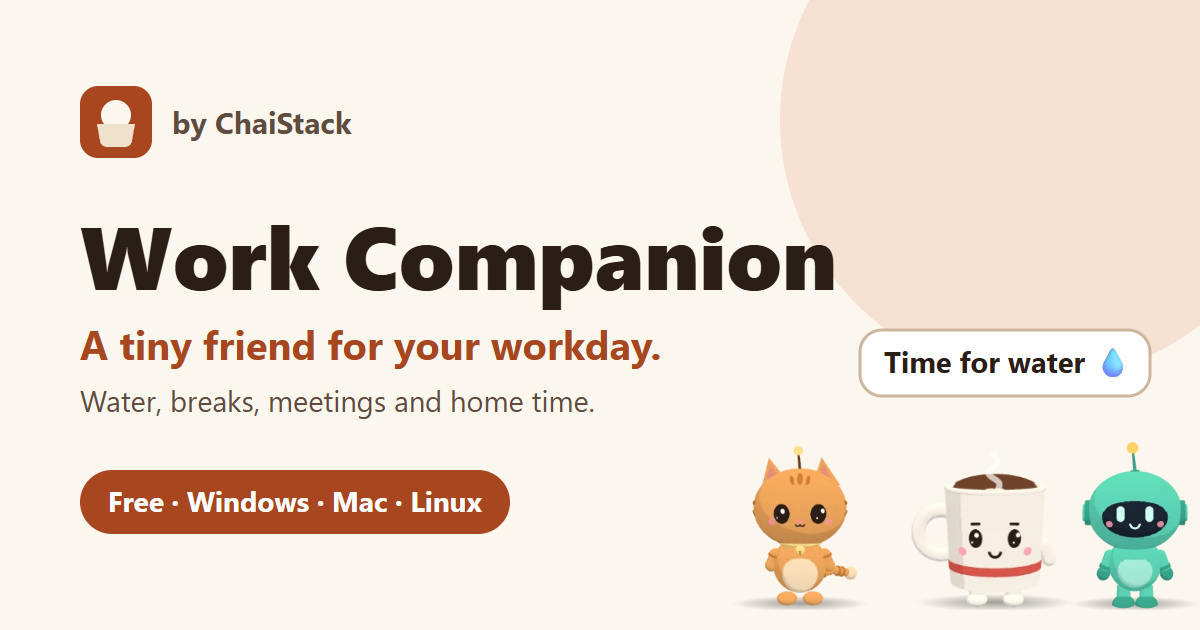 by ChaiStack
Work Companion
A tiny friend for your workday.
Water, breaks, meetings and home time.
Free · Windows · Mac · Linux
Time for water 💧